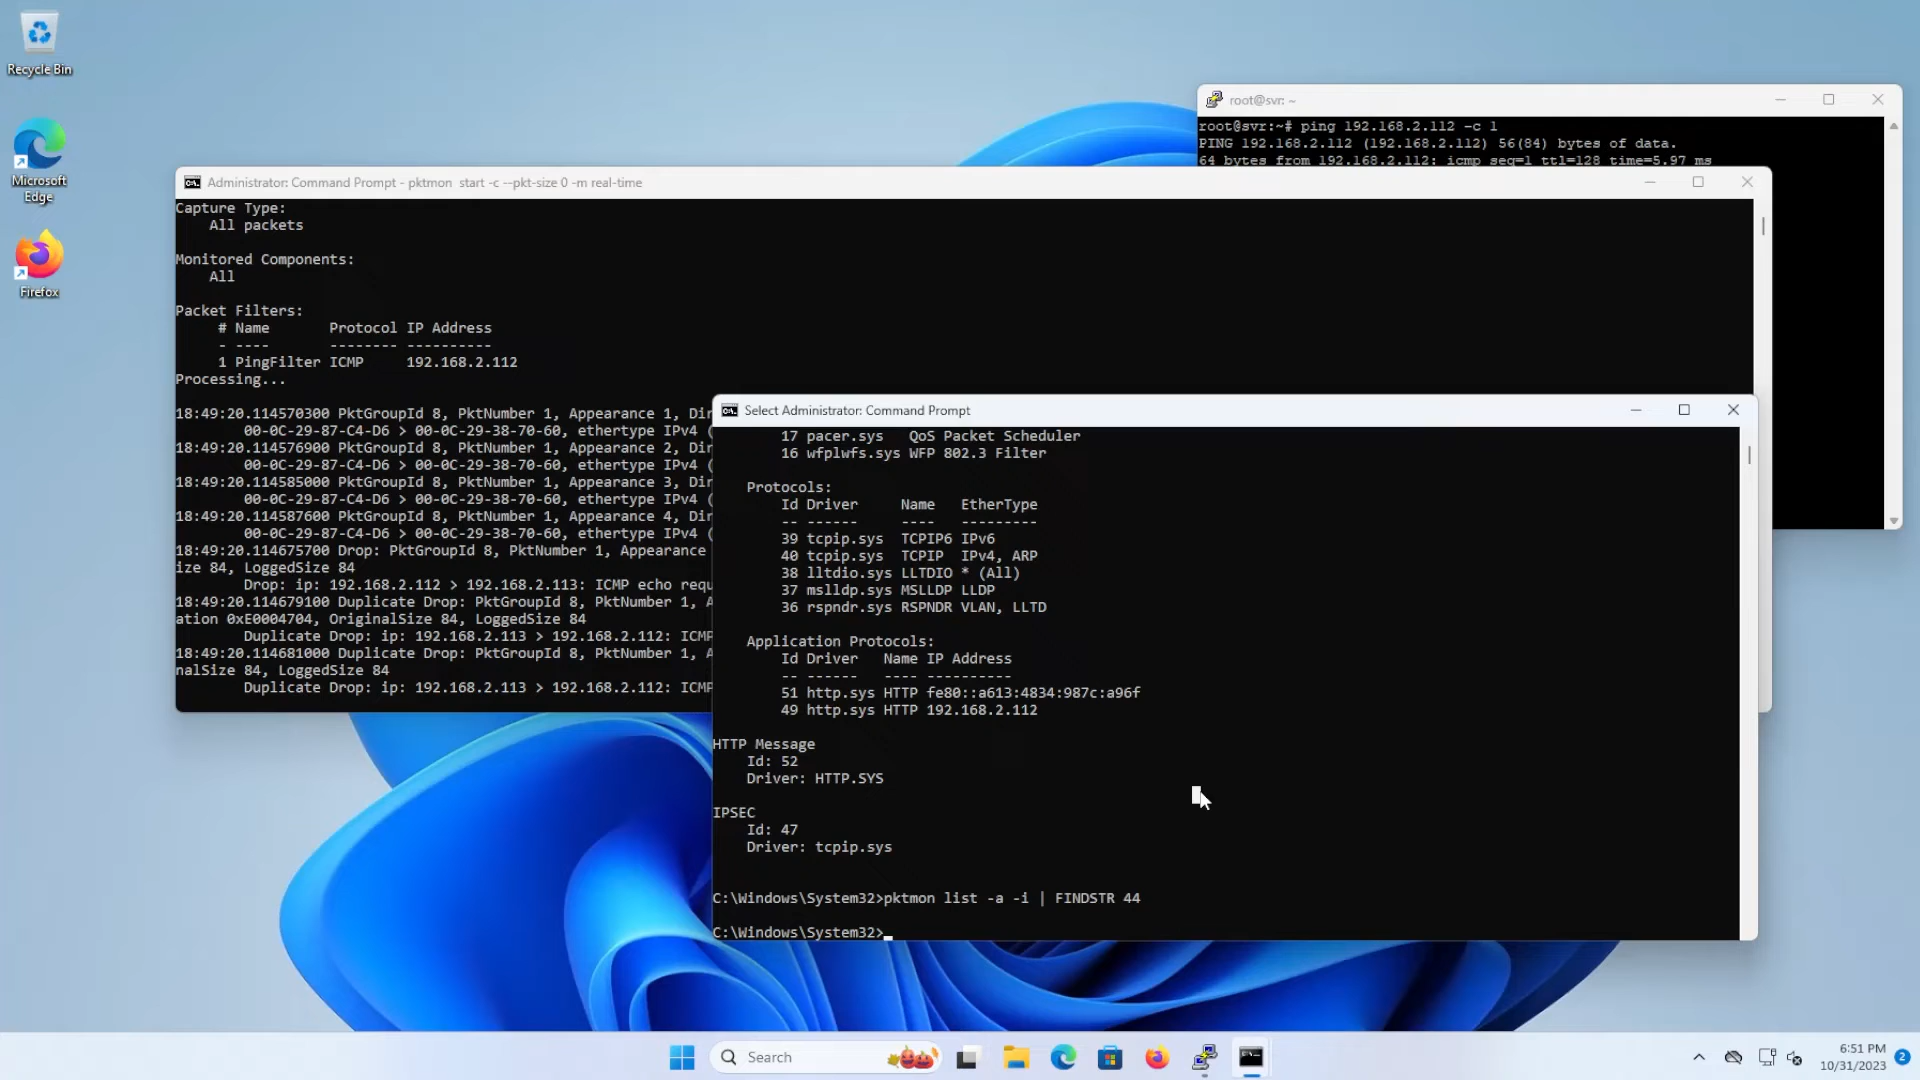 Recycle Bin
Microsoft
Edge
Firefox
root@svr: ~
root@svr:~# ping 192.168.2.112 -c 1
PING 192.168.2.112 (192.168.2.112) 56(84) bytes of data.
64 bytes from 192.168.2.112: icmp_seq=1 ttl=128 time=5.97 ms
Administrator: Command Prompt - pktmon  start -c --pkt-size 0 -m real-time
Capture Type:
All packets
Monitored Components:
All
Packet Filters:
# Name       Protocol IP Address
- ----       -------- ----------
1 PingFilter ICMP     192.168.2.112
Processing...
18:49:20.114570300 PktGroupId 8, PktNumber 1, Appearance 1, Dir
00-0C-29-87-C4-D6 > 00-0C-29-38-70-60, ethertype IPv4 (
18:49:20.114576900 PktGroupId 8, PktNumber 1, Appearance 2, Dir
00-0C-29-87-C4-D6 > 00-0C-29-38-70-60, ethertype IPv4 (
18:49:20.114585000 PktGroupId 8, PktNumber 1, Appearance 3, Dir
00-0C-29-87-C4-D6 > 00-0C-29-38-70-60, ethertype IPv4 (
18:49:20.114587600 PktGroupId 8, PktNumber 1, Appearance 4, Dir
00-0C-29-87-C4-D6 > 00-0C-29-38-70-60, ethertype IPv4 (
18:49:20.114675700 Drop: PktGroupId 8, PktNumber 1, Appearance
ize 84, LoggedSize 84
Drop: ip: 192.168.2.112 > 192.168.2.113: ICMP echo requ
18:49:20.114679100 Duplicate Drop: PktGroupId 8, PktNumber 1, A
ation 0xE0004704, OriginalSize 84, LoggedSize 84
Duplicate Drop: ip: 192.168.2.113 > 192.168.2.112: ICMP
18:49:20.114681000 Duplicate Drop: PktGroupId 8, PktNumber 1, A
nalSize 84, LoggedSize 84
Duplicate Drop: ip: 192.168.2.113 > 192.168.2.112: ICMP
Select Administrator: Command Prompt
17 pacer.sys   QoS Packet Scheduler
16 wfplwfs.sys WFP 802.3 Filter
Protocols:
Id Driver     Name   EtherType
-- ------     ----   ---------
39 tcpip.sys  TCPIP6 IPv6
40 tcpip.sys  TCPIP  IPv4, ARP
38 lltdio.sys LLTDIO * (All)
37 mslldp.sys MSLLDP LLDP
36 rspndr.sys RSPNDR VLAN, LLTD
Application Protocols:
Id Driver   Name IP Address
-- ------   ---- ----------
51 http.sys HTTP fe80::a613:4834:987c:a96f
49 http.sys HTTP 192.168.2.112
HTTP Message
Id: 52
Driver: HTTP.SYS
IPSEC
Id: 47
Driver: tcpip.sys
C:\Windows\System32>pktmon list -a -i | FINDSTR 44
C:\Windows\System32>
Search
6:51 PM
10/31/2023
2